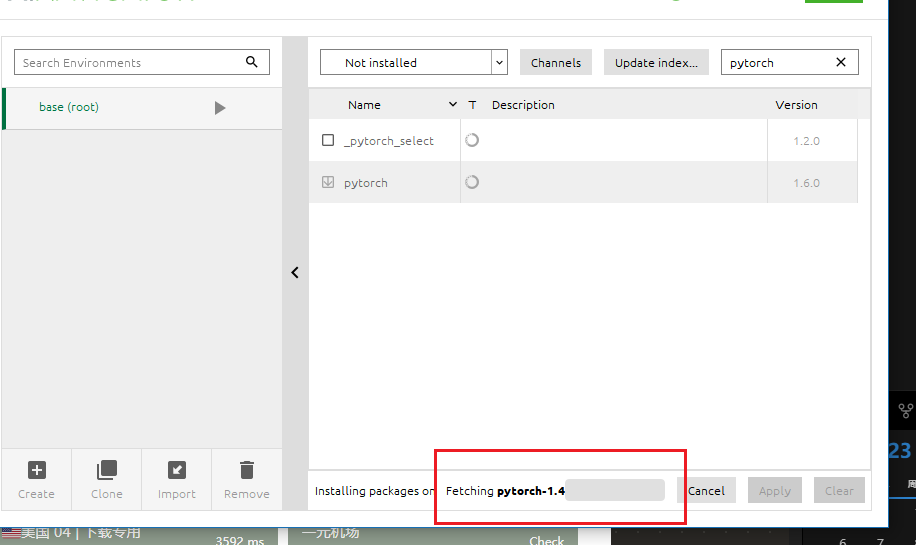 Search Environments
base (root)
Create
Clone
Import
Remove
Not installed
Channels
Update index...
pytorch
Name
T
Description
Version
_pytorch_select
1.2.0
pytorch
1.6.0
Installing packages on
Fetching pytorch-1.4
Cancel
Apply
Clear
23
周
美国 04 | 下载专用
3592 ms
一元机场
Check
6 7